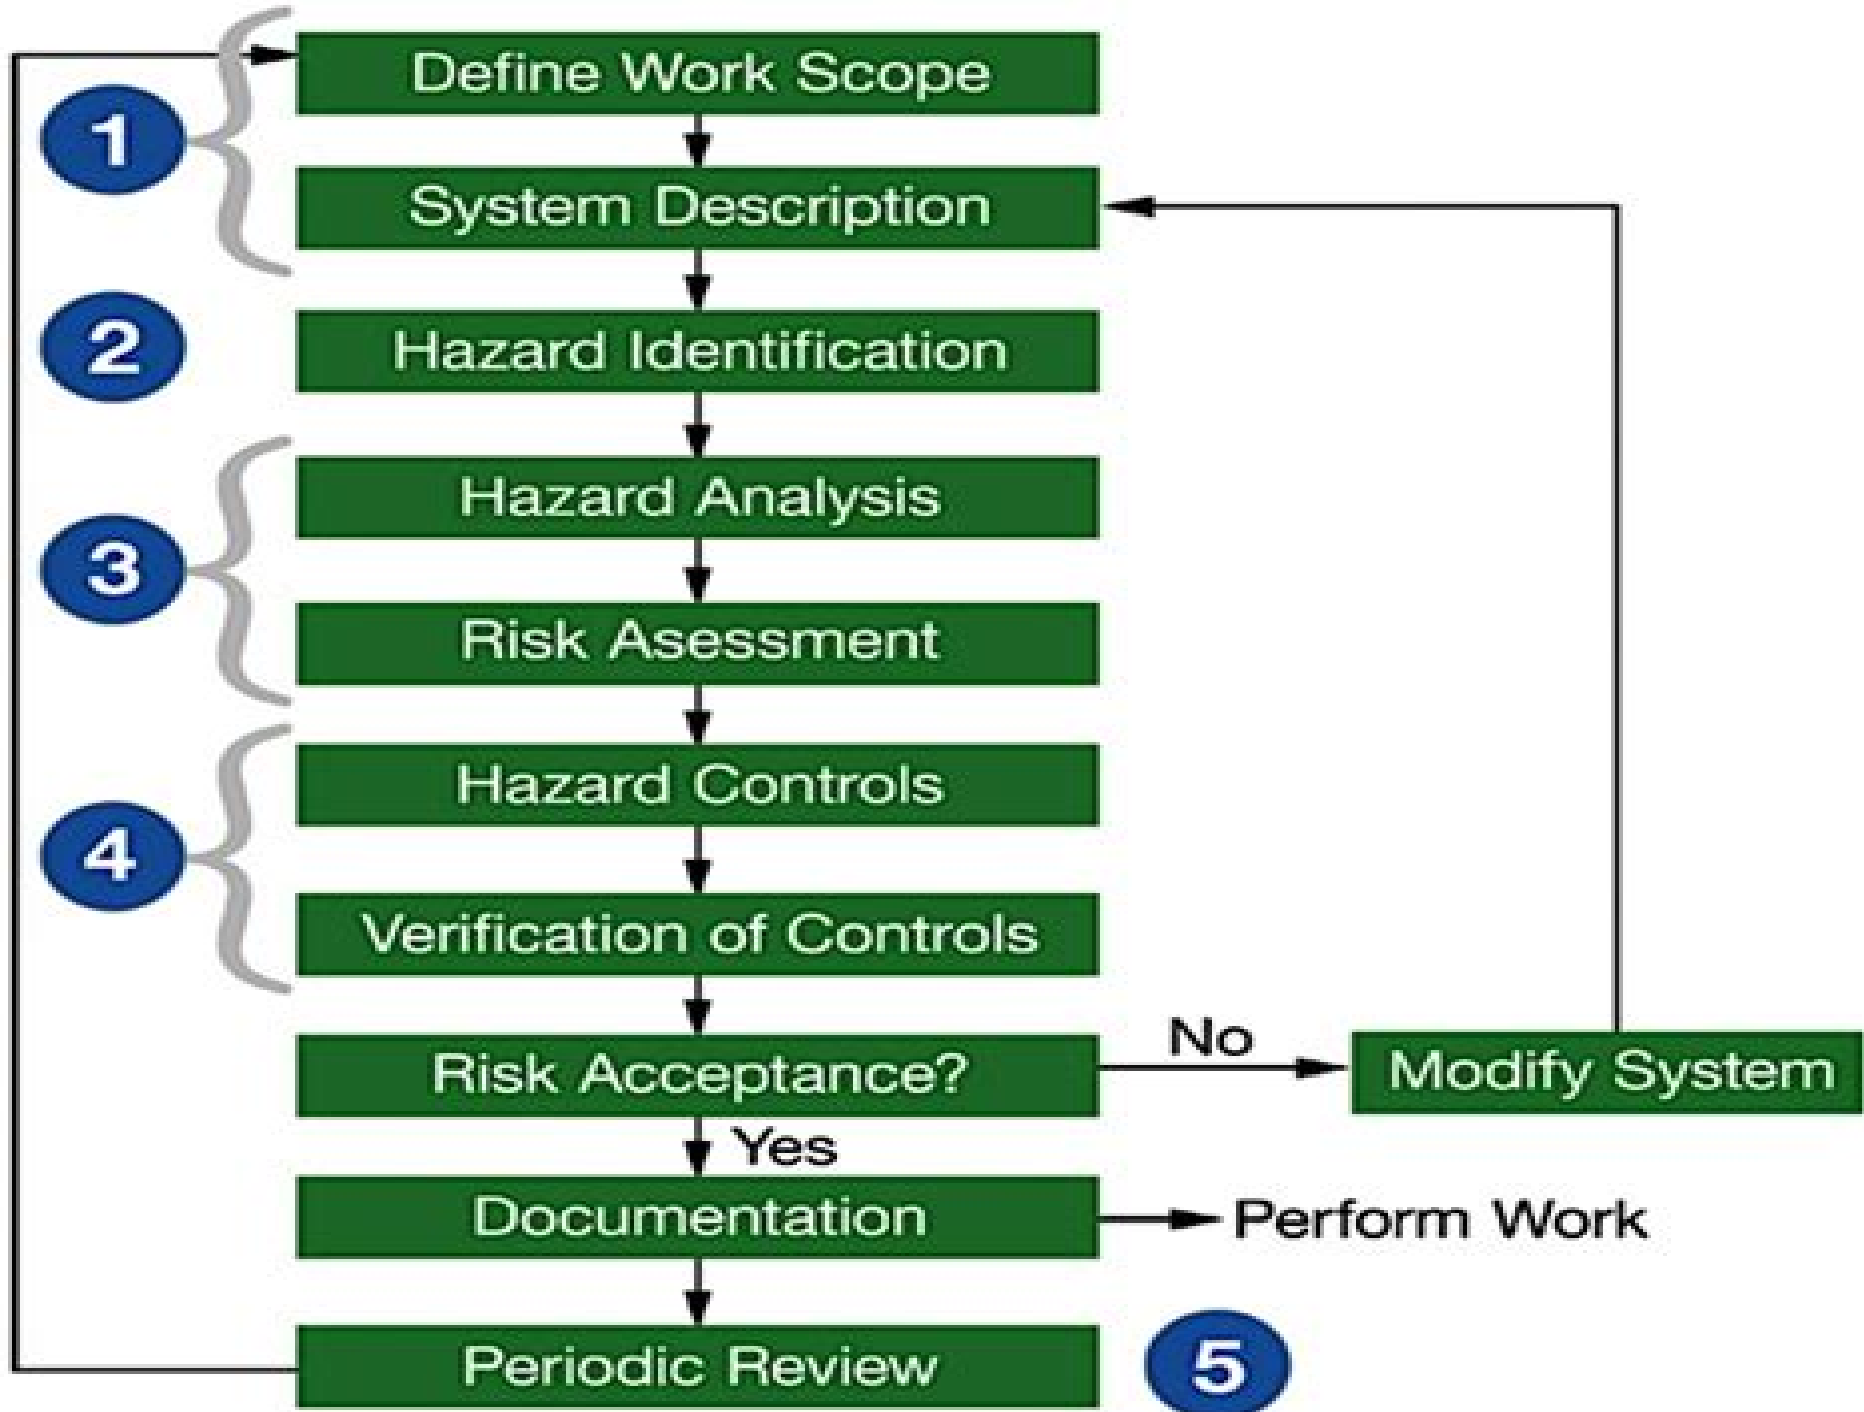 1
Define Work Scope
System Description
2
Hazard Identification
3
Hazard Analysis
Risk Asessment
4
Hazard Controls
Verification of Controls
Risk Acceptance?
No
Modify System
Yes
Documentation
Perform Work
Periodic Review
5